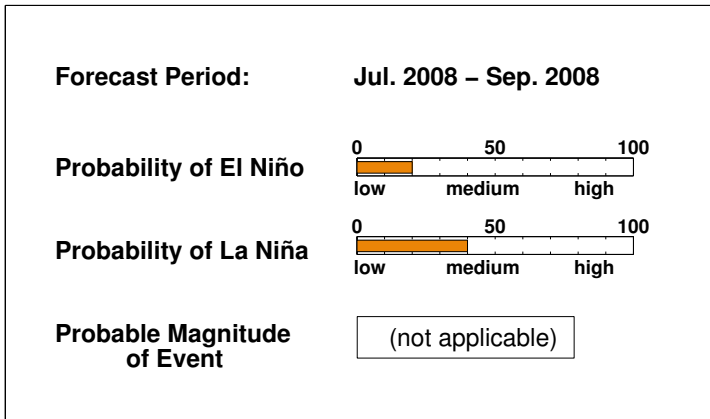 Forecast Period: Jul. 2008 – Sep. 2008
0 50 100
Probability of El Niño
low medium high
0 50 100
Probability of La Niña
low medium high
Probable Magnitude
of Event
(not applicable)